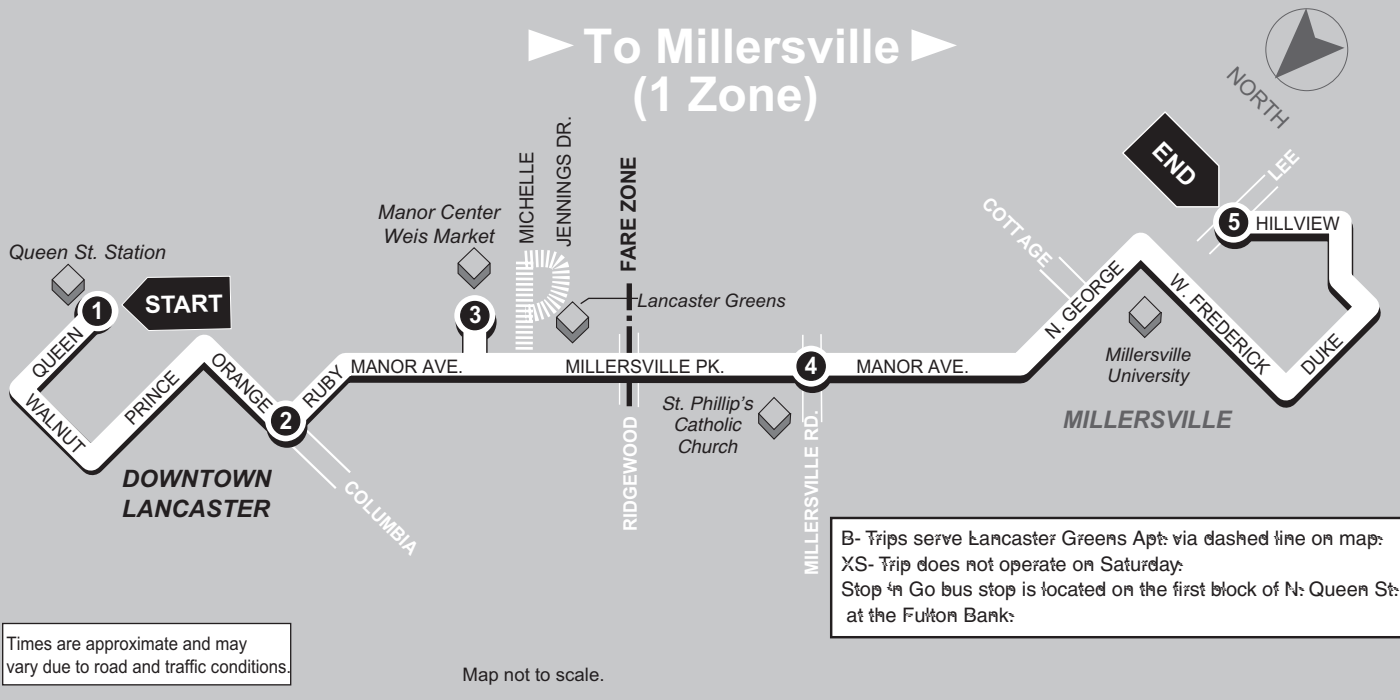 To Millersville
(1 Zone)
NORTH
END
LEE
5
HILLVIEW
COTTAGE
N. GEORGE
W. FREDERICK
DUKE
Millersville
University
MILLERSVILLE
MICHELLE
JENNINGS DR.
FARE ZONE
Manor Center
Weis Market
3
Lancaster Greens
Queen St. Station
1
START
QUEEN
WALNUT
PRINCE
ORANGE
2
RUBY
MANOR AVE.
MILLERSVILLE PK.
4
MANOR AVE.
St. Phillip's
Catholic
Church
RIDGEWOOD
MILLERSVILLE RD.
DOWNTOWN
LANCASTER
COLUMBIA
B- Trips serve Lancaster Greens Apt. via dashed line on map.
XS- Trip does not operate on Saturday.
Stop 'n Go bus stop is located on the first block of N. Queen St.
at the Fulton Bank.
Times are approximate and may
vary due to road and traffic conditions.
Map not to scale.